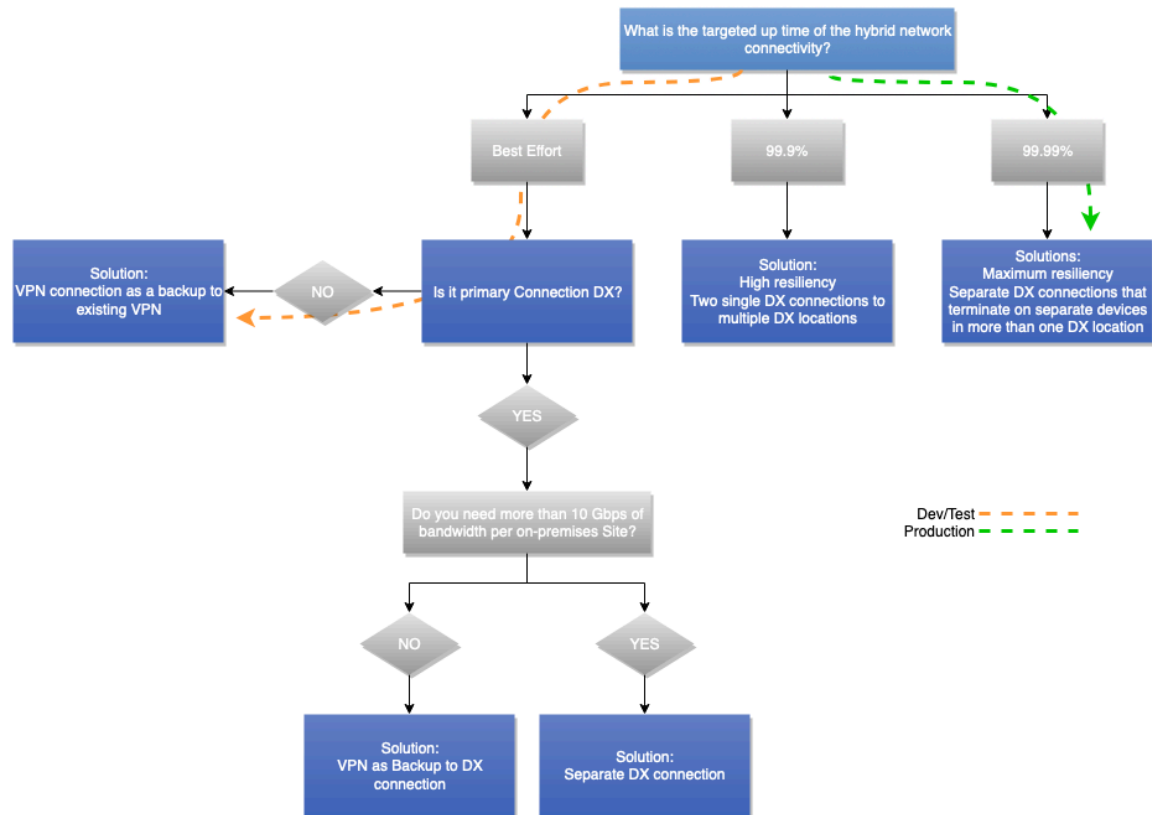 What is the targeted up time of the hybrid network
connectivity?
Best Effort
99.9%
99.99%
Solution:
VPN connection as a backup to
existing VPN
NO
Is it primary Connection DX?
Solution:
High resiliency
Two single DX connections to
multiple DX locations
Solutions:
Maximum resiliency
Separate DX connections that
terminate on separate devices
in more than one DX location
YES
Do you need more than 10 Gbps of
bandwidth per on-premises Site?
Dev/Test
Production
NO
YES
Solution:
VPN as Backup to DX
connection
Solution:
Separate DX connection